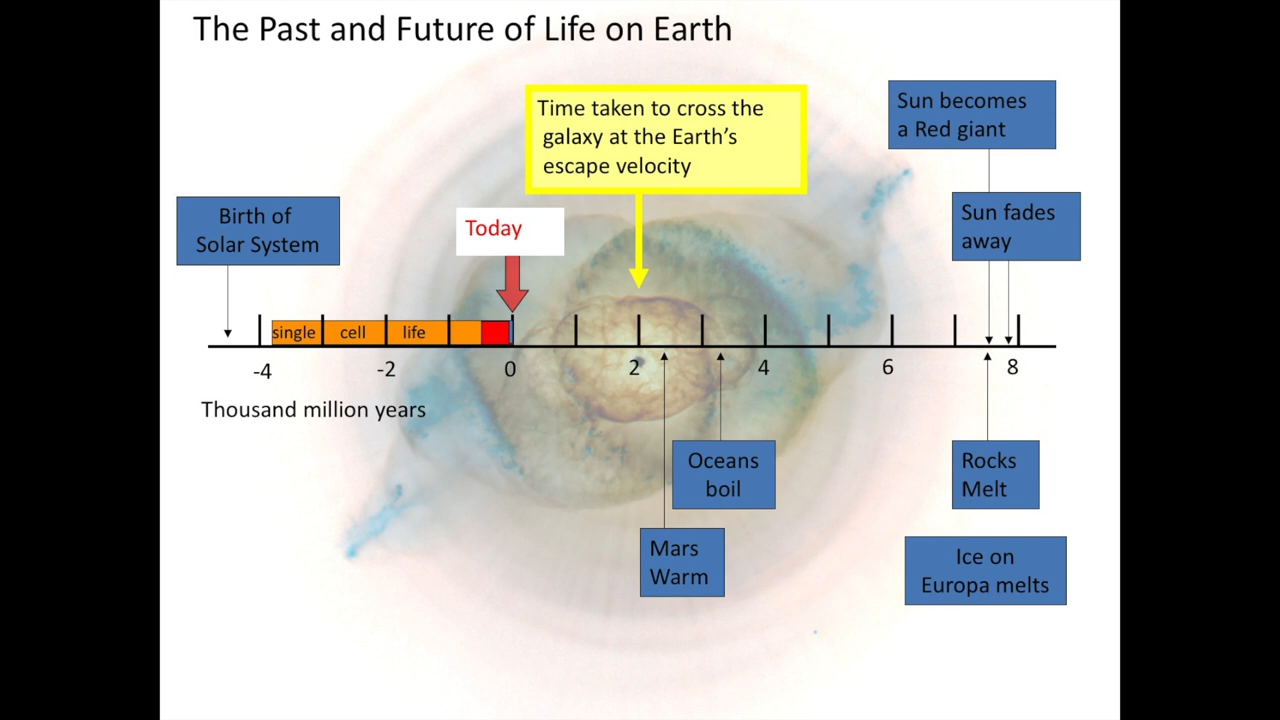 The Past and Future of Life on Earth
Time taken to cross the
galaxy at the Earth’s
escape velocity
Sun becomes
a Red giant
Birth of
Solar System
Today
Sun fades
away
single cell life
-4 -2 0 2 4 6 8
Thousand million years
Oceans
boil
Rocks
Melt
Mars
Warm
Ice on
Europa melts